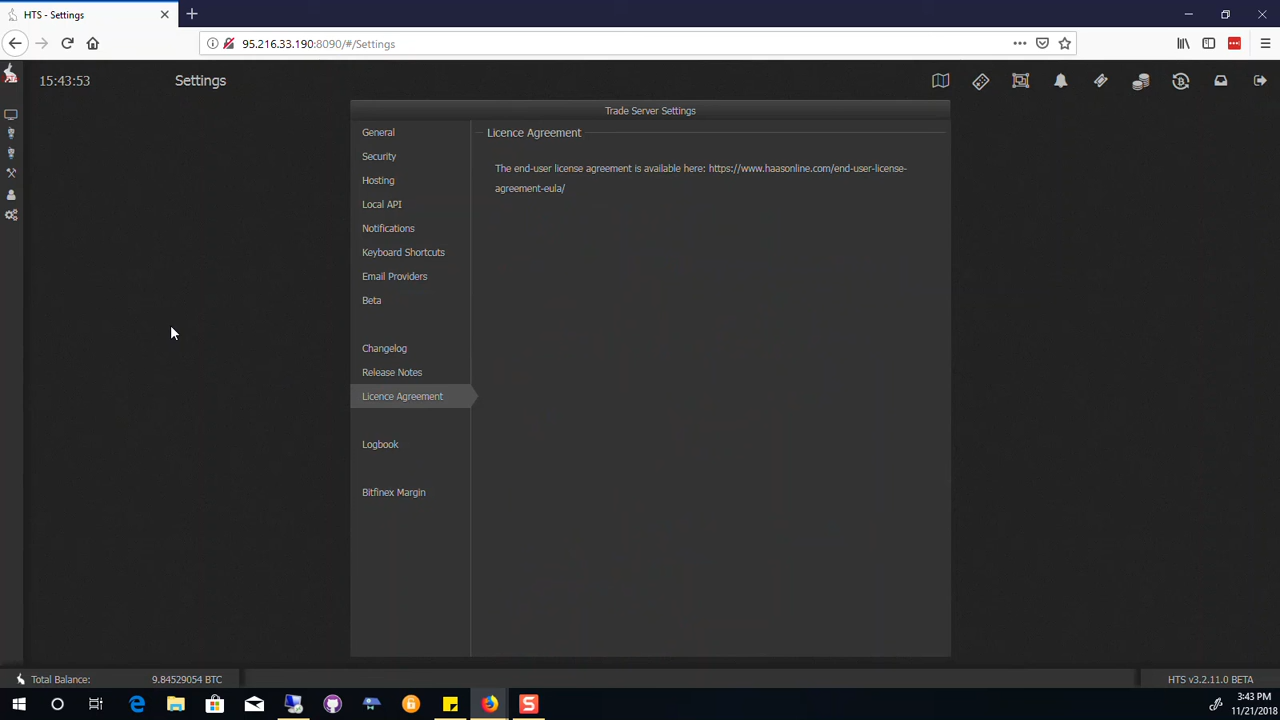 HTS - Settings
95.216.33.190:8090/#/Settings
15:43:53
Settings
Trade Server Settings
General
Security
Hosting
Local API
Notifications
Keyboard Shortcuts
Email Providers
Beta
Changelog
Release Notes
Licence Agreement
Logbook
Bitfinex Margin
Licence Agreement
The end-user license agreement is available here: https://www.haasonline.com/end-user-license-
agreement-eula/
Total Balance: 9.84529054 BTC
HTS v3.2.11.0 BETA
3:43 PM
11/21/2018